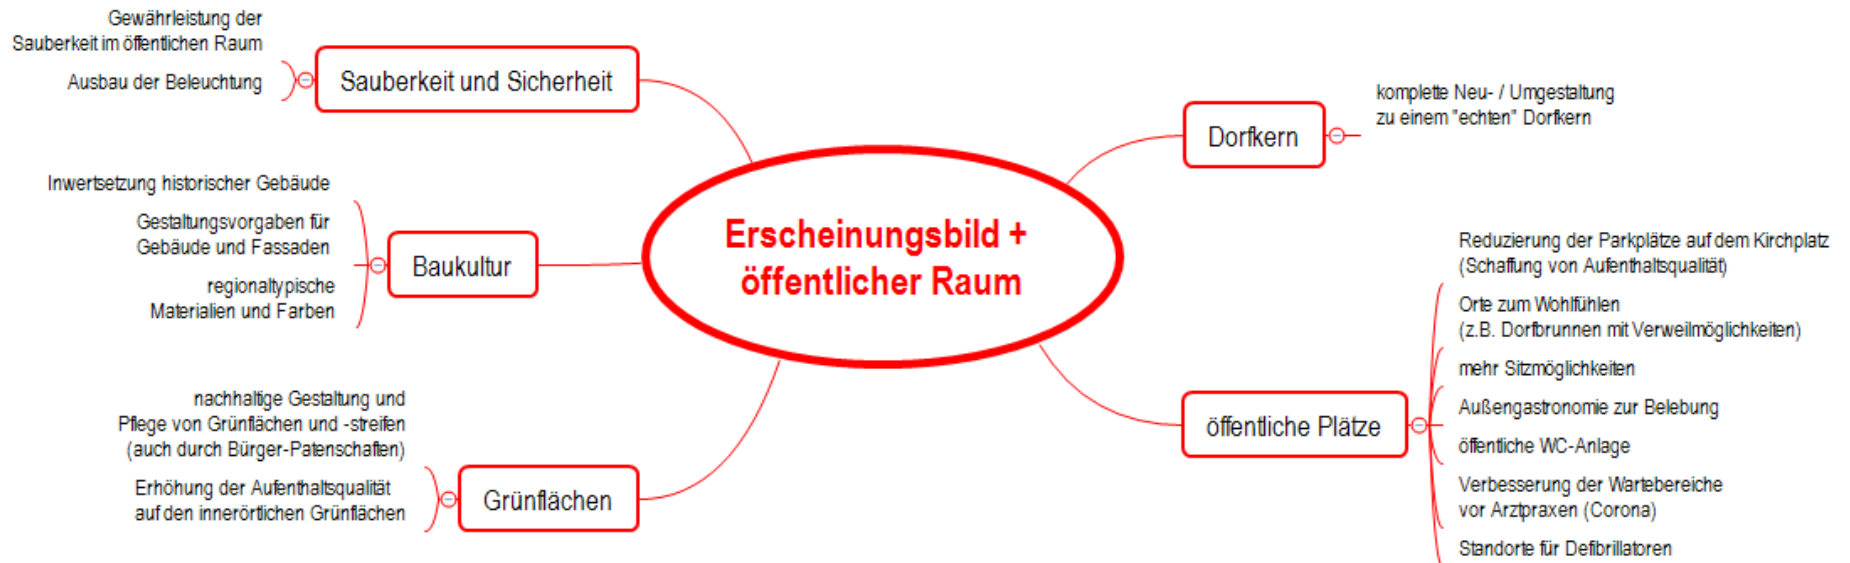 Gewährleistung der
Sauberkeit im öffentlichen Raum
Ausbau der Beleuchtung
Sauberkeit und Sicherheit
Inwertsetzung historischer Gebäude
Gestaltungsvorgaben für
Gebäude und Fassaden
regionaltypische
Materialien und Farben
Baukultur
nachhaltige Gestaltung und
Pflege von Grünflächen und -streifen
(auch durch Bürger-Patenschaften)
Erhöhung der Aufenthaltsqualität
auf den innerörtlichen Grünflächen
Grünflächen
Erscheinungsbild +
öffentlicher Raum
Dorfkern
komplette Neu- / Umgestaltung
zu einem "echten" Dorfkern
öffentliche Plätze
Reduzierung der Parkplätze auf dem Kirchplatz
(Schaffung von Aufenthaltsqualität)
Orte zum Wohlfühlen
(z.B. Dorfbrunnen mit Verweilmöglichkeiten)
mehr Sitzmöglichkeiten
Außengastronomie zur Belebung
öffentliche WC-Anlage
Verbesserung der Wartebereiche
vor Arztpraxen (Corona)
Standorte für Defibrillatoren